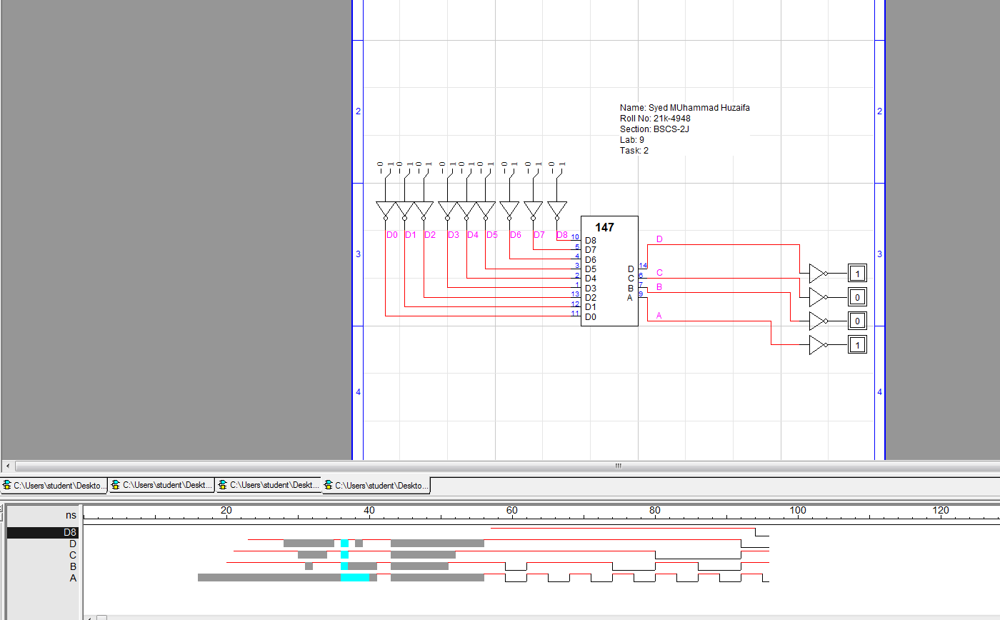 2
2
Name: Syed MUhammad Huzaifa
Roll No: 21k-4948
Section: BSCS-2J
Lab: 9
Task: 2
0 1 0 1 0 1 0 1 0 1 0 1 0 1 0 1 0 1
3
3
D0 D1 D2 D3 D4 D5 D6 D7 D8
147
10 D8
5 D7
4 D6
3 D5
2 D4
1 D3
13 D2
12 D1
11 D0
D 14 D
C 6 C
B 7 B
A 9 A
1
0
0
1
4
4
C:\Users\student\Deskto... C:\Users\student\Deskt... C:\Users\student\Deskt... C:\Users\student\Deskto...
ns 20 40 60 80 100 120
D8
D
C
B
A